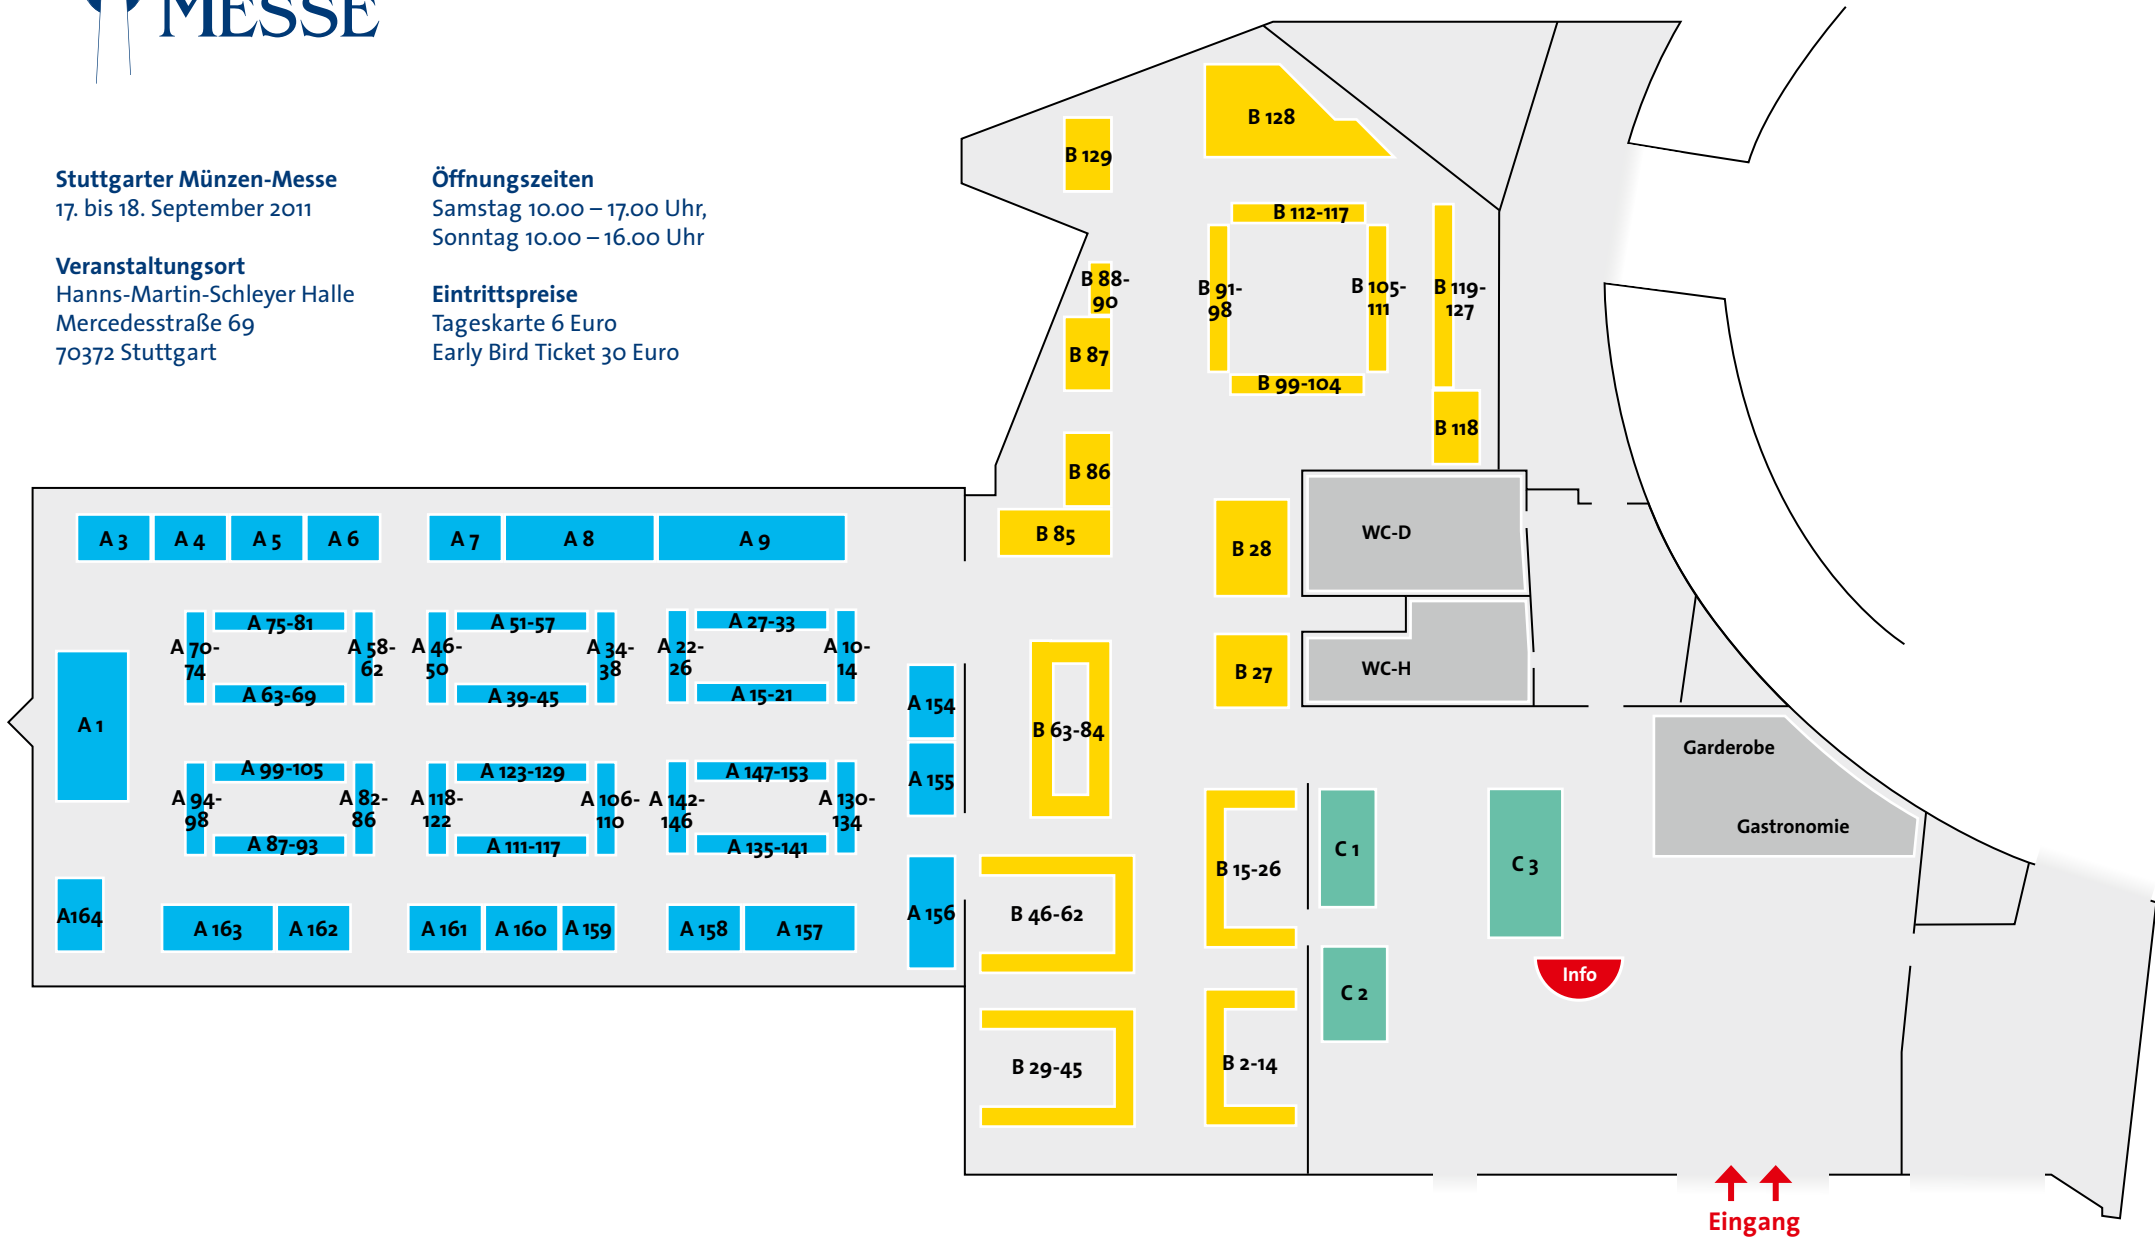 MESSE
Stuttgarter Münzen-Messe
17. bis 18. September 2011
Veranstaltungsort
Hanns-Martin-Schleyer Halle
Mercedesstraße 69
70372 Stuttgart
Öffnungszeiten
Samstag 10.00 – 17.00 Uhr,
Sonntag 10.00 – 16.00 Uhr
Eintrittspreise
Tageskarte 6 Euro
Early Bird Ticket 30 Euro
B 128
B 129
B 112-117
B 88-
90
B 91-
98
B 105-
111
B 119-
127
B 87
B 99-104
B 118
B 86
B 85
B 28
WC-D
B 27
WC-H
A 3
A 4
A 5
A 6
A 7
A 8
A 9
A 75-81
A 70-
74
A 58-
62
A 63-69
A 51-57
A 46-
50
A 34-
38
A 39-45
A 27-33
A 22-
26
A 10-
14
A 15-21
A 1
A 154
A 155
A 99-105
A 94-
98
A 82-
86
A 87-93
A 123-129
A 118-
122
A 106-
110
A 111-117
A 147-153
A 142-
146
A 130-
134
A 135-141
A164
A 163
A 162
A 161
A 160
A 159
A 158
A 157
A 156
B 63-84
B 46-62
B 29-45
B 15-26
B 2-14
C 1
C 2
C 3
Garderobe
Gastronomie
Info
Eingang